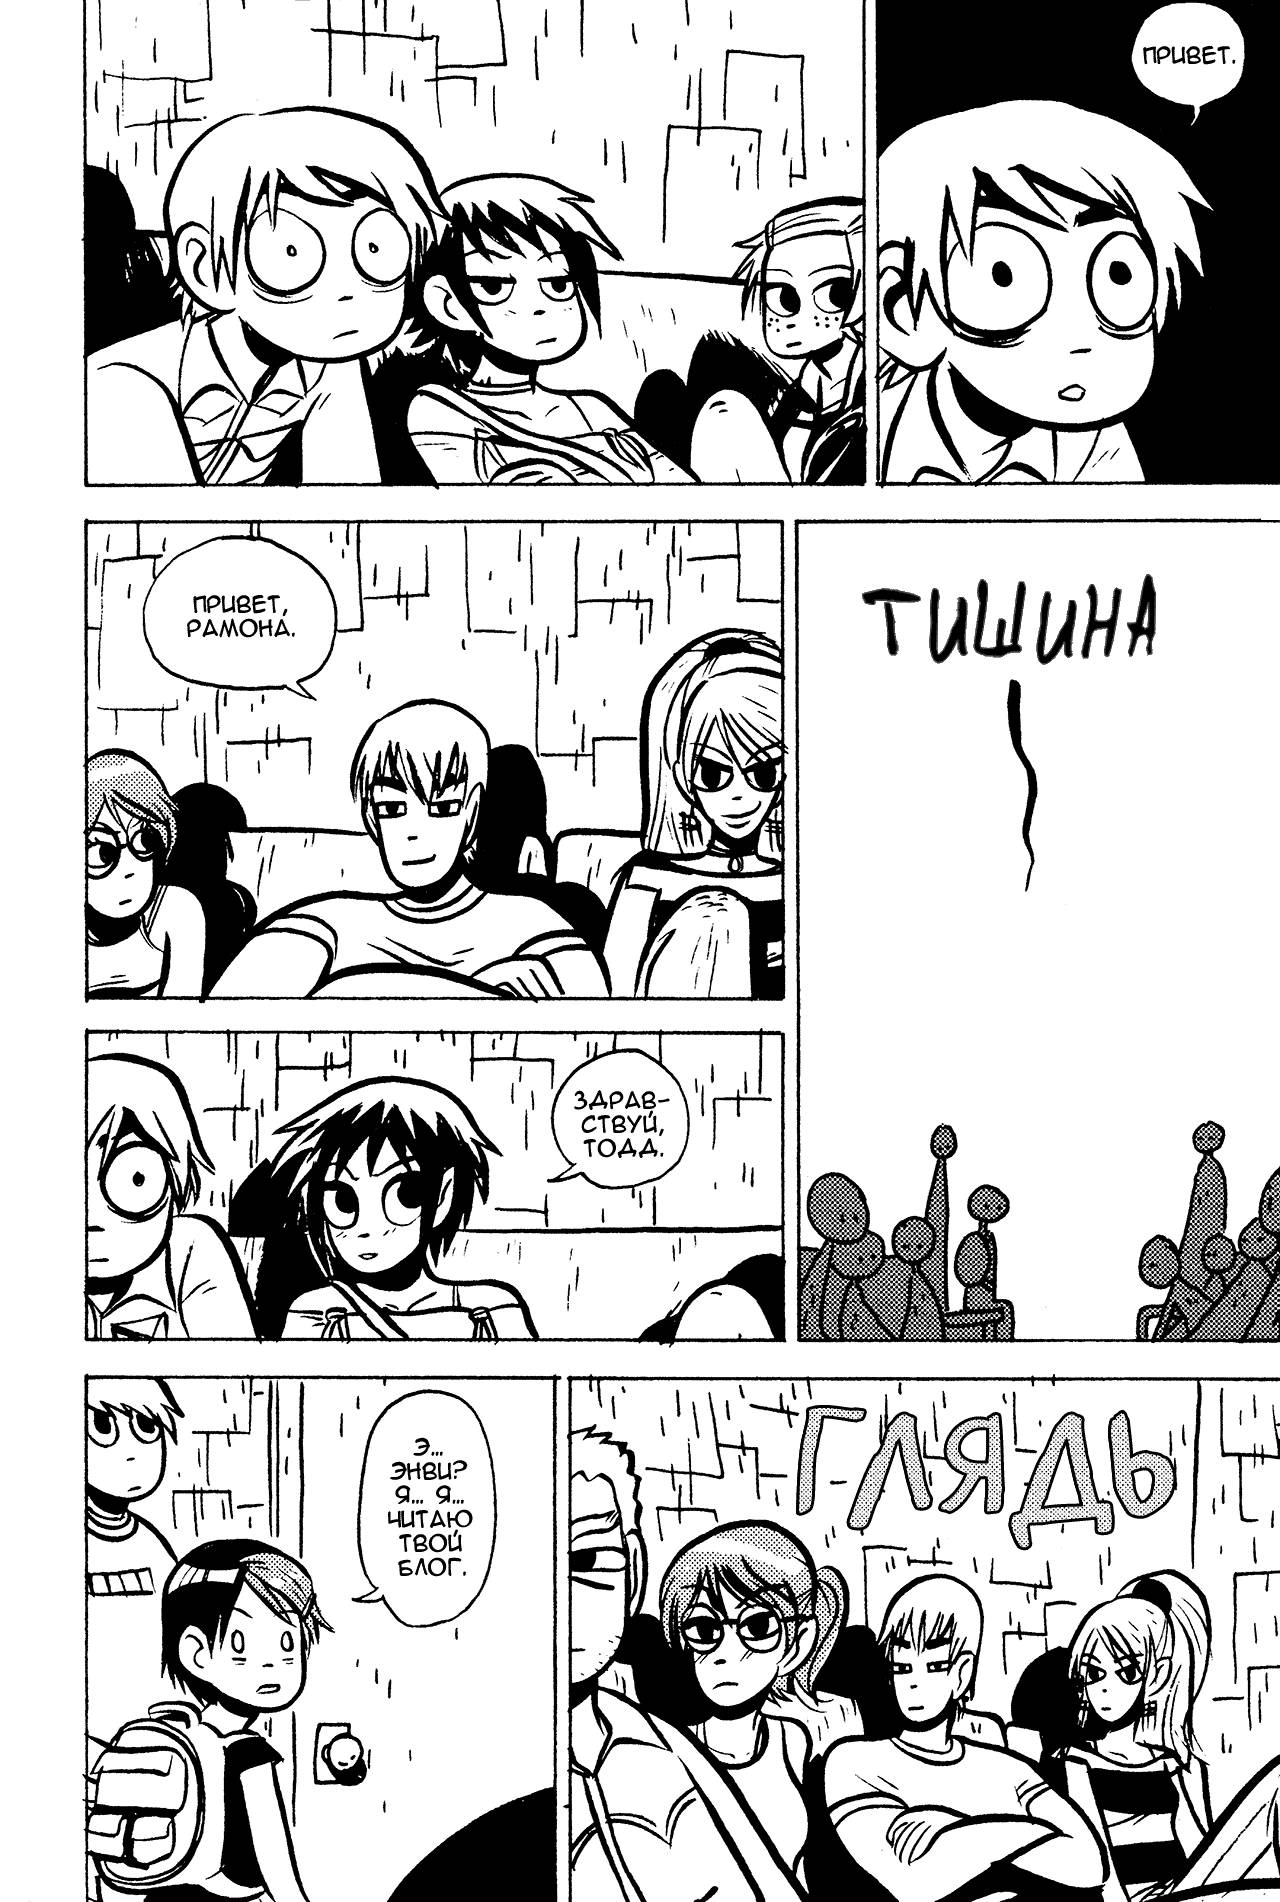 ПРИВЕТ.
ПРИВЕТ,
РАМОНА.
ТИШИНА
ЗДРАВ-
СТВУЙ,
ТОДД.
Э...
ЭНВИ?
Я... Я...
ЧИТАЮ
ТВОЙ
БЛОГ.
ГЛЯДЬ